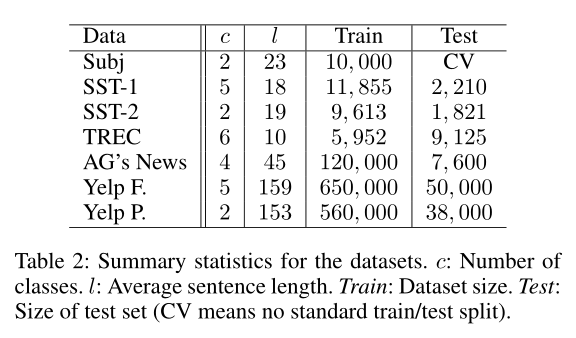 Data c l Train Test
Subj 2 23 10,000 CV
SST-1 5 18 11,855 2,210
SST-2 2 19 9,613 1,821
TREC 6 10 5,952 9,125
AG's News 4 45 120,000 7,600
Yelp F. 5 159 650,000 50,000
Yelp P. 2 153 560,000 38,000
Table 2: Summary statistics for the datasets. c: Number of
classes. l: Average sentence length. Train: Dataset size. Test:
Size of test set (CV means no standard train/test split).